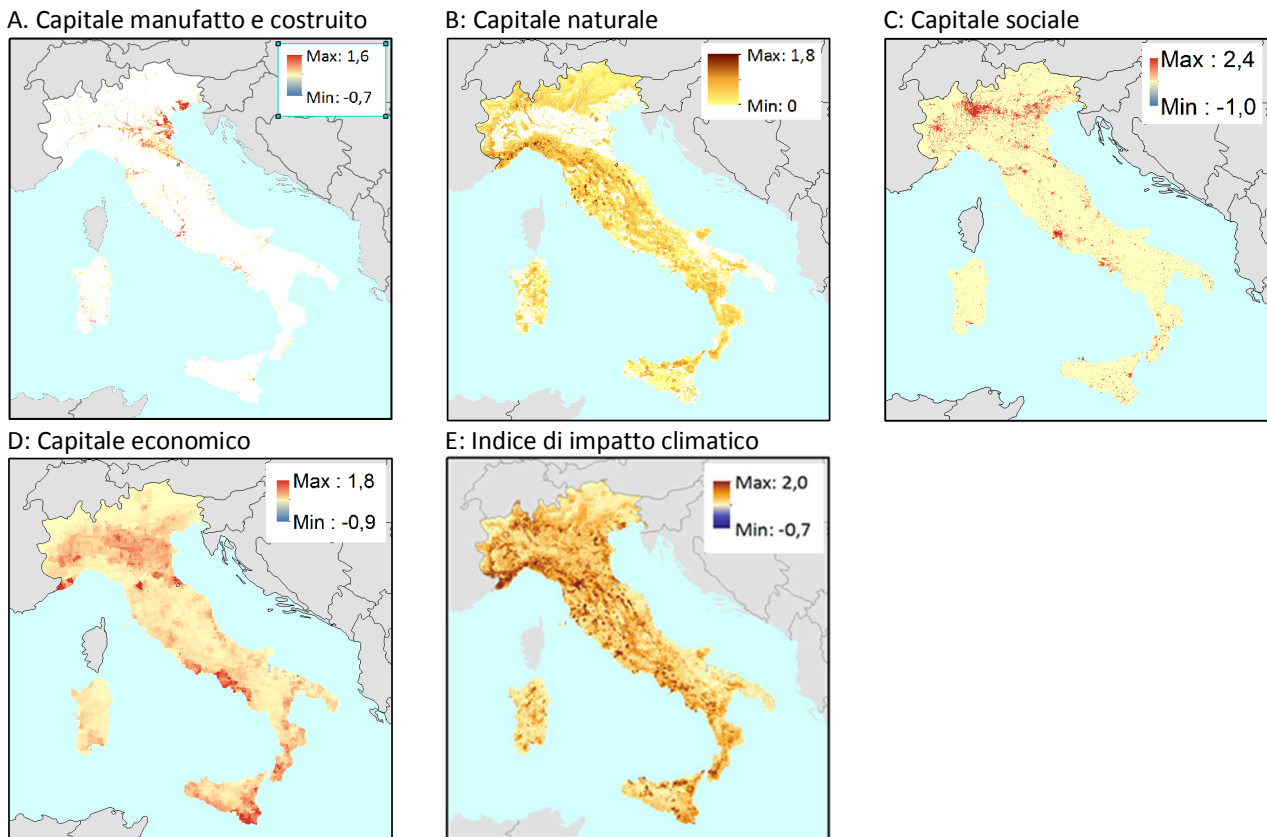 A. Capitale manufatto e costruito
Max: 1,6
Min: -0,7
B: Capitale naturale
Max: 1,8
Min: 0
C: Capitale sociale
Max : 2,4
Min : -1,0
D: Capitale economico
Max : 1,8
Min : -0,9
E: Indice di impatto climatico
Max: 2,0
Min: -0,7